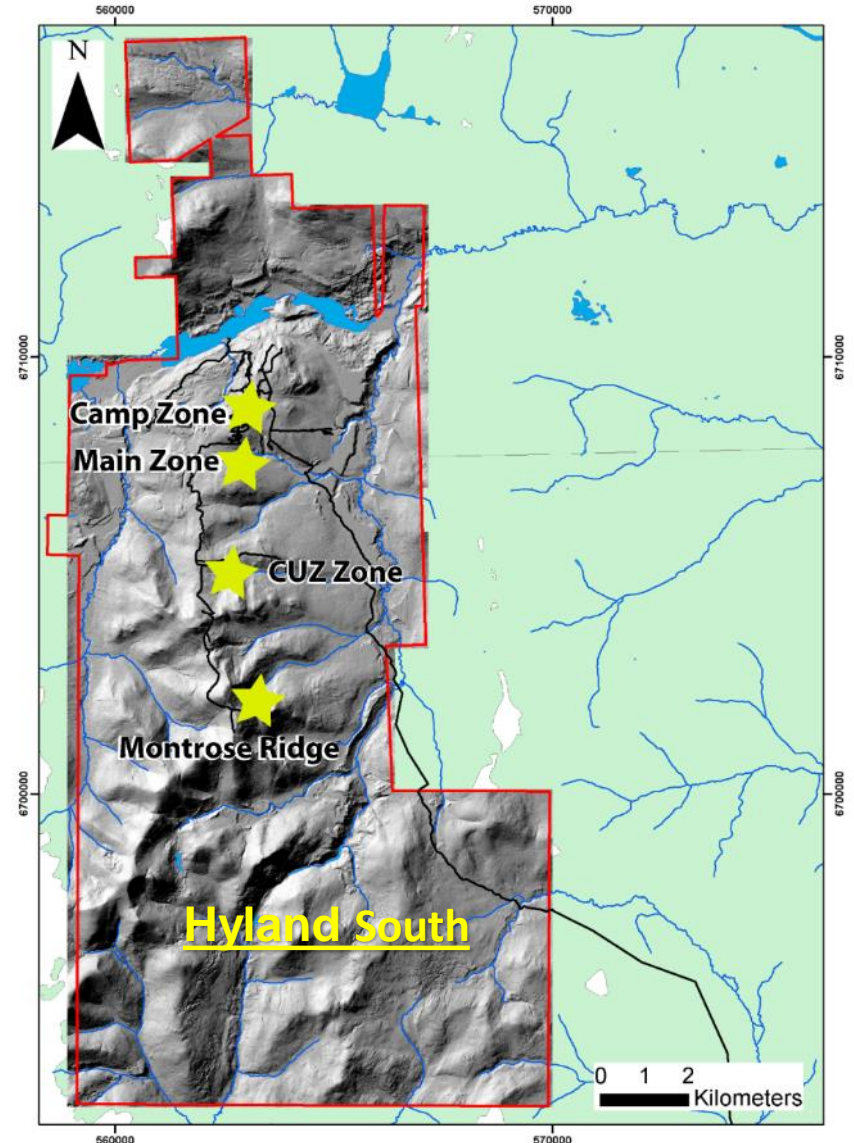 560000
570000
N
6710000
6710000
Camp Zone
Main Zone
CUZ Zone
Montrose Ridge
6700000
6700000
Hyland South
0 1 2
Kilometers
560000
570000